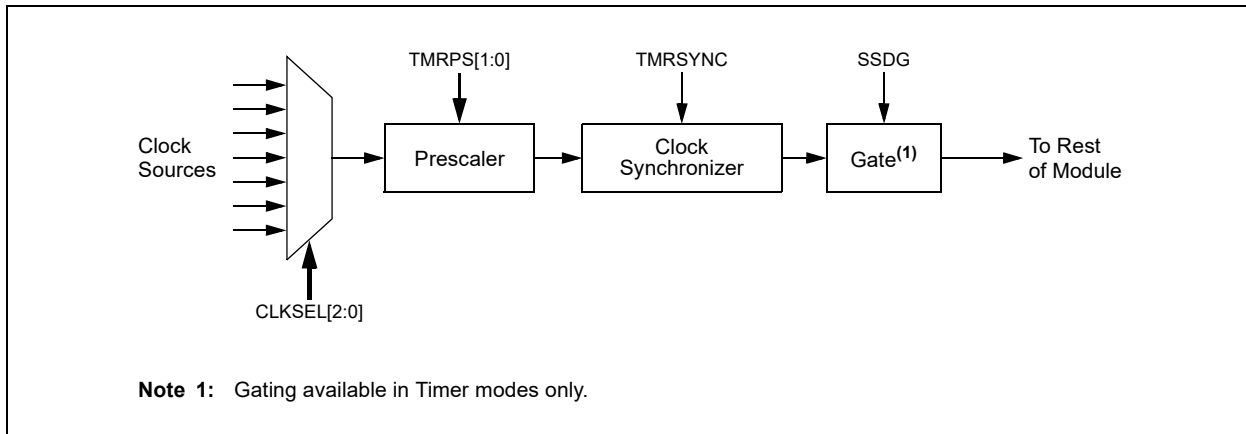 TMRPS[1:0]
TMRSYNC
SSDG
Clock
Sources
Prescaler
Clock
Synchronizer
Gate(1)
To Rest
of Module
CLKSEL[2:0]
Note 1: Gating available in Timer modes only.